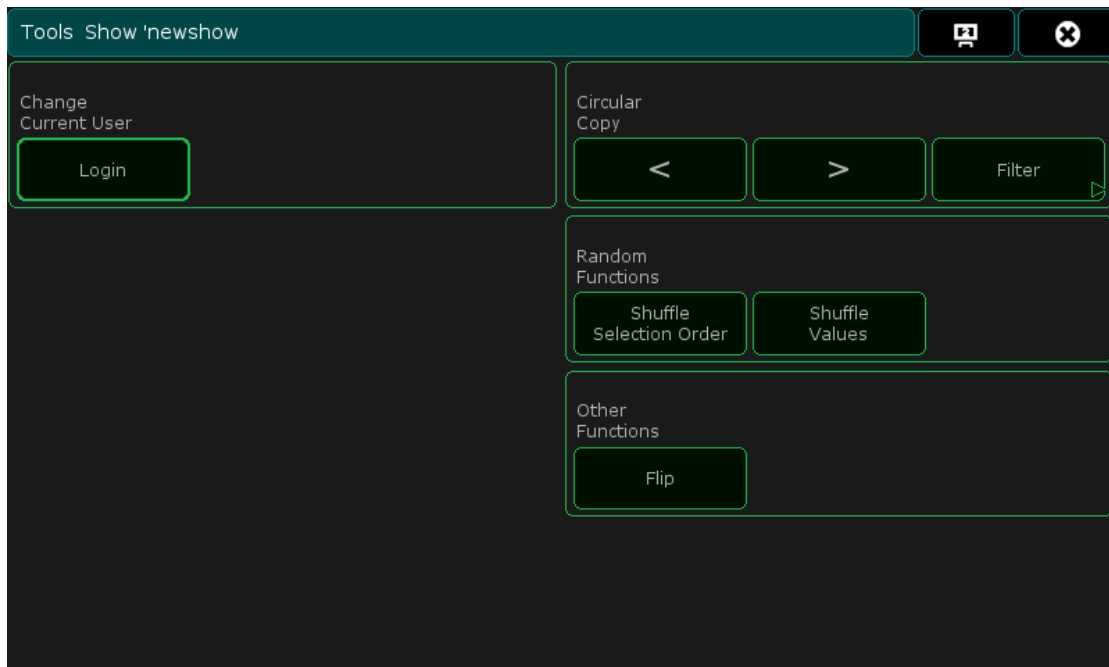 Tools Show 'newshow
Change
Current User
Login
Circular
Copy
<
>
Filter
Random
Functions
Shuffle
Selection Order
Shuffle
Values
Other
Functions
Flip